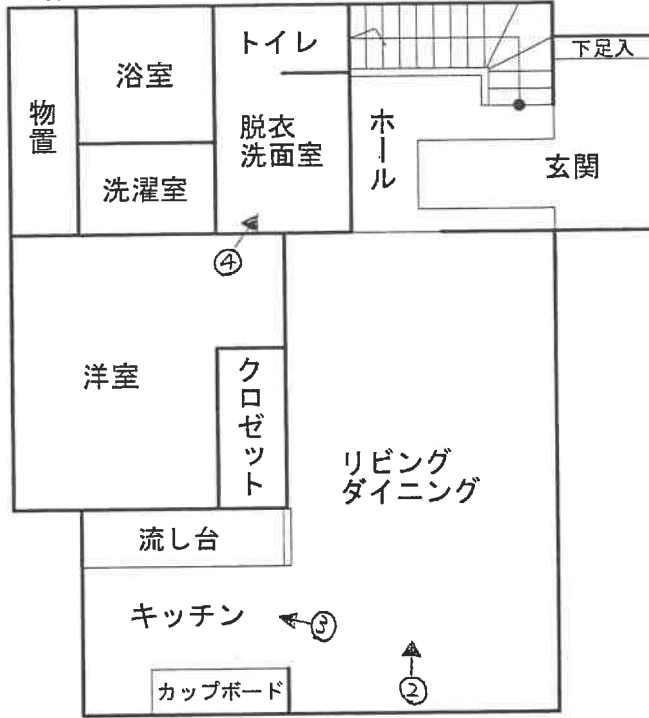 トイレ
下足入
浴室
物置
脱衣
洗面室
ホール
玄関
洗濯室
④
洋室
クロゼット
リビング
ダイニング
流し台
キッチン
③
②
カップボード